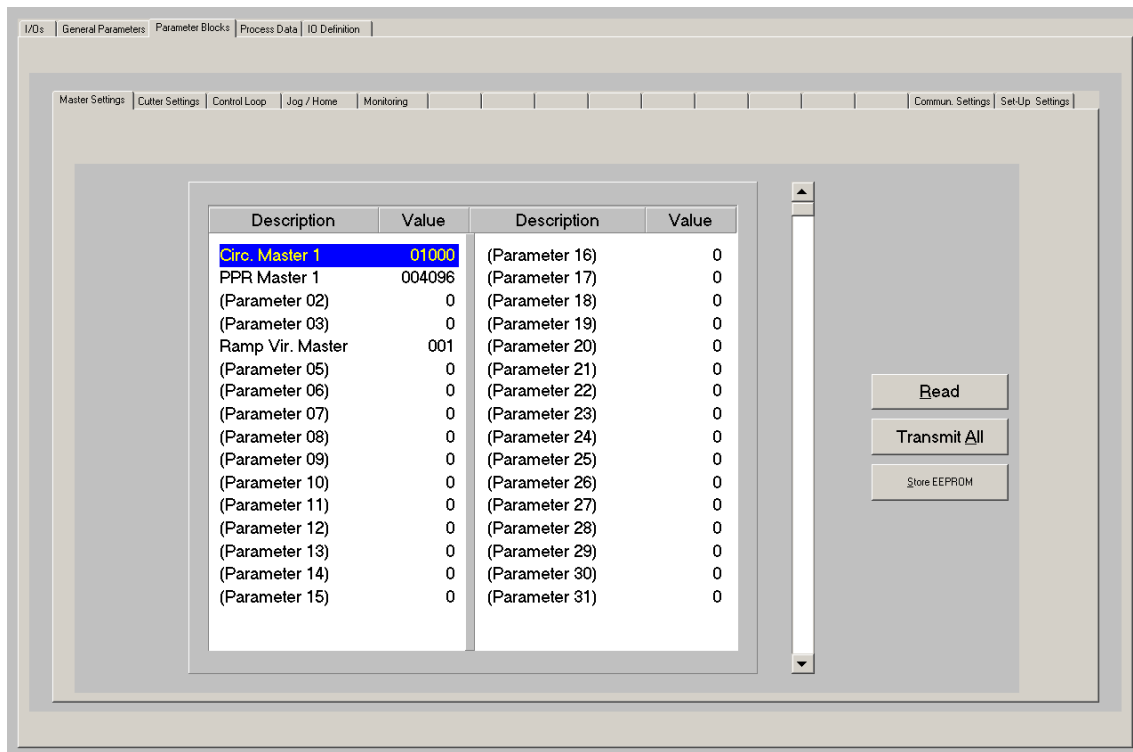 I/Os General Parameters Parameter Blocks Process Data IO Definition
Master Settings Cutter Settings Control Loop Jog / Home Monitoring Commun. Settings Set-Up Settings
Description Value Description Value
Circ. Master 1 01000 (Parameter 16) 0
PPR Master 1 004096 (Parameter 17) 0
(Parameter 02) 0 (Parameter 18) 0
(Parameter 03) 0 (Parameter 19) 0
Ramp Vir. Master 001 (Parameter 20) 0
(Parameter 05) 0 (Parameter 21) 0
(Parameter 06) 0 (Parameter 22) 0
(Parameter 07) 0 (Parameter 23) 0
(Parameter 08) 0 (Parameter 24) 0
(Parameter 09) 0 (Parameter 25) 0
(Parameter 10) 0 (Parameter 26) 0
(Parameter 11) 0 (Parameter 27) 0
(Parameter 12) 0 (Parameter 28) 0
(Parameter 13) 0 (Parameter 29) 0
(Parameter 14) 0 (Parameter 30) 0
(Parameter 15) 0 (Parameter 31) 0
Read
Transmit All
Store EEPROM